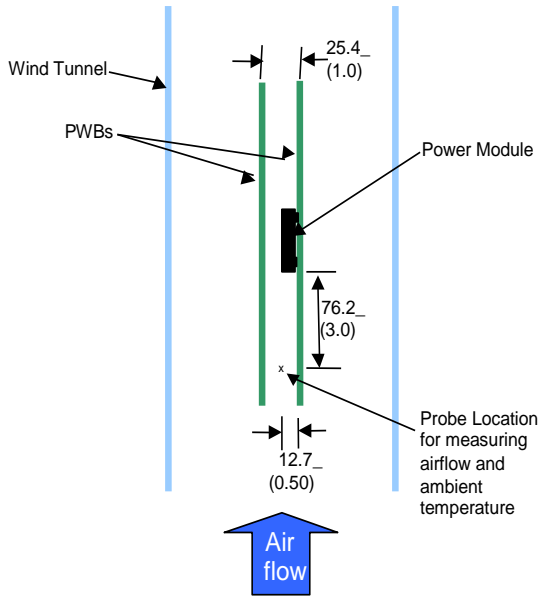 25.4_
(1.0)
Wind Tunnel
PWBs
Power Module
76.2_
(3.0)
x
Probe Location
for measuring
airflow and
ambient
temperature
12.7_
(0.50)
Air
flow